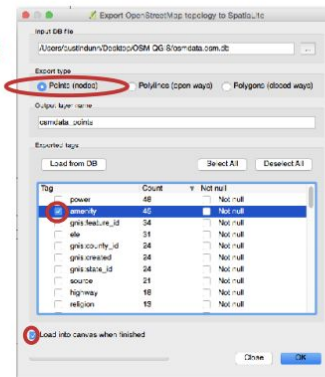 Export OpenStreetMap topology to SpatiaLite
Input DB file
/Users/dustindunn/Desktop/OSM QGIS/osmdata.osm.db
...
Export type
Points (nodes) Polylines (open ways) Polygons (closed ways)
Output layer name
osmdata_points
Exported tags
Load from DB Select All Deselect All
Tag Count Not null
power 48 Not null
amenity 45 Not null
gnis:feature_id 34 Not null
ele 31 Not null
gnis:county_id 24 Not null
gnis:created 24 Not null
gnis:state_id 24 Not null
source 21 Not null
highway 18 Not null
religion 13 Not null
Load into canvas when finished
Close OK